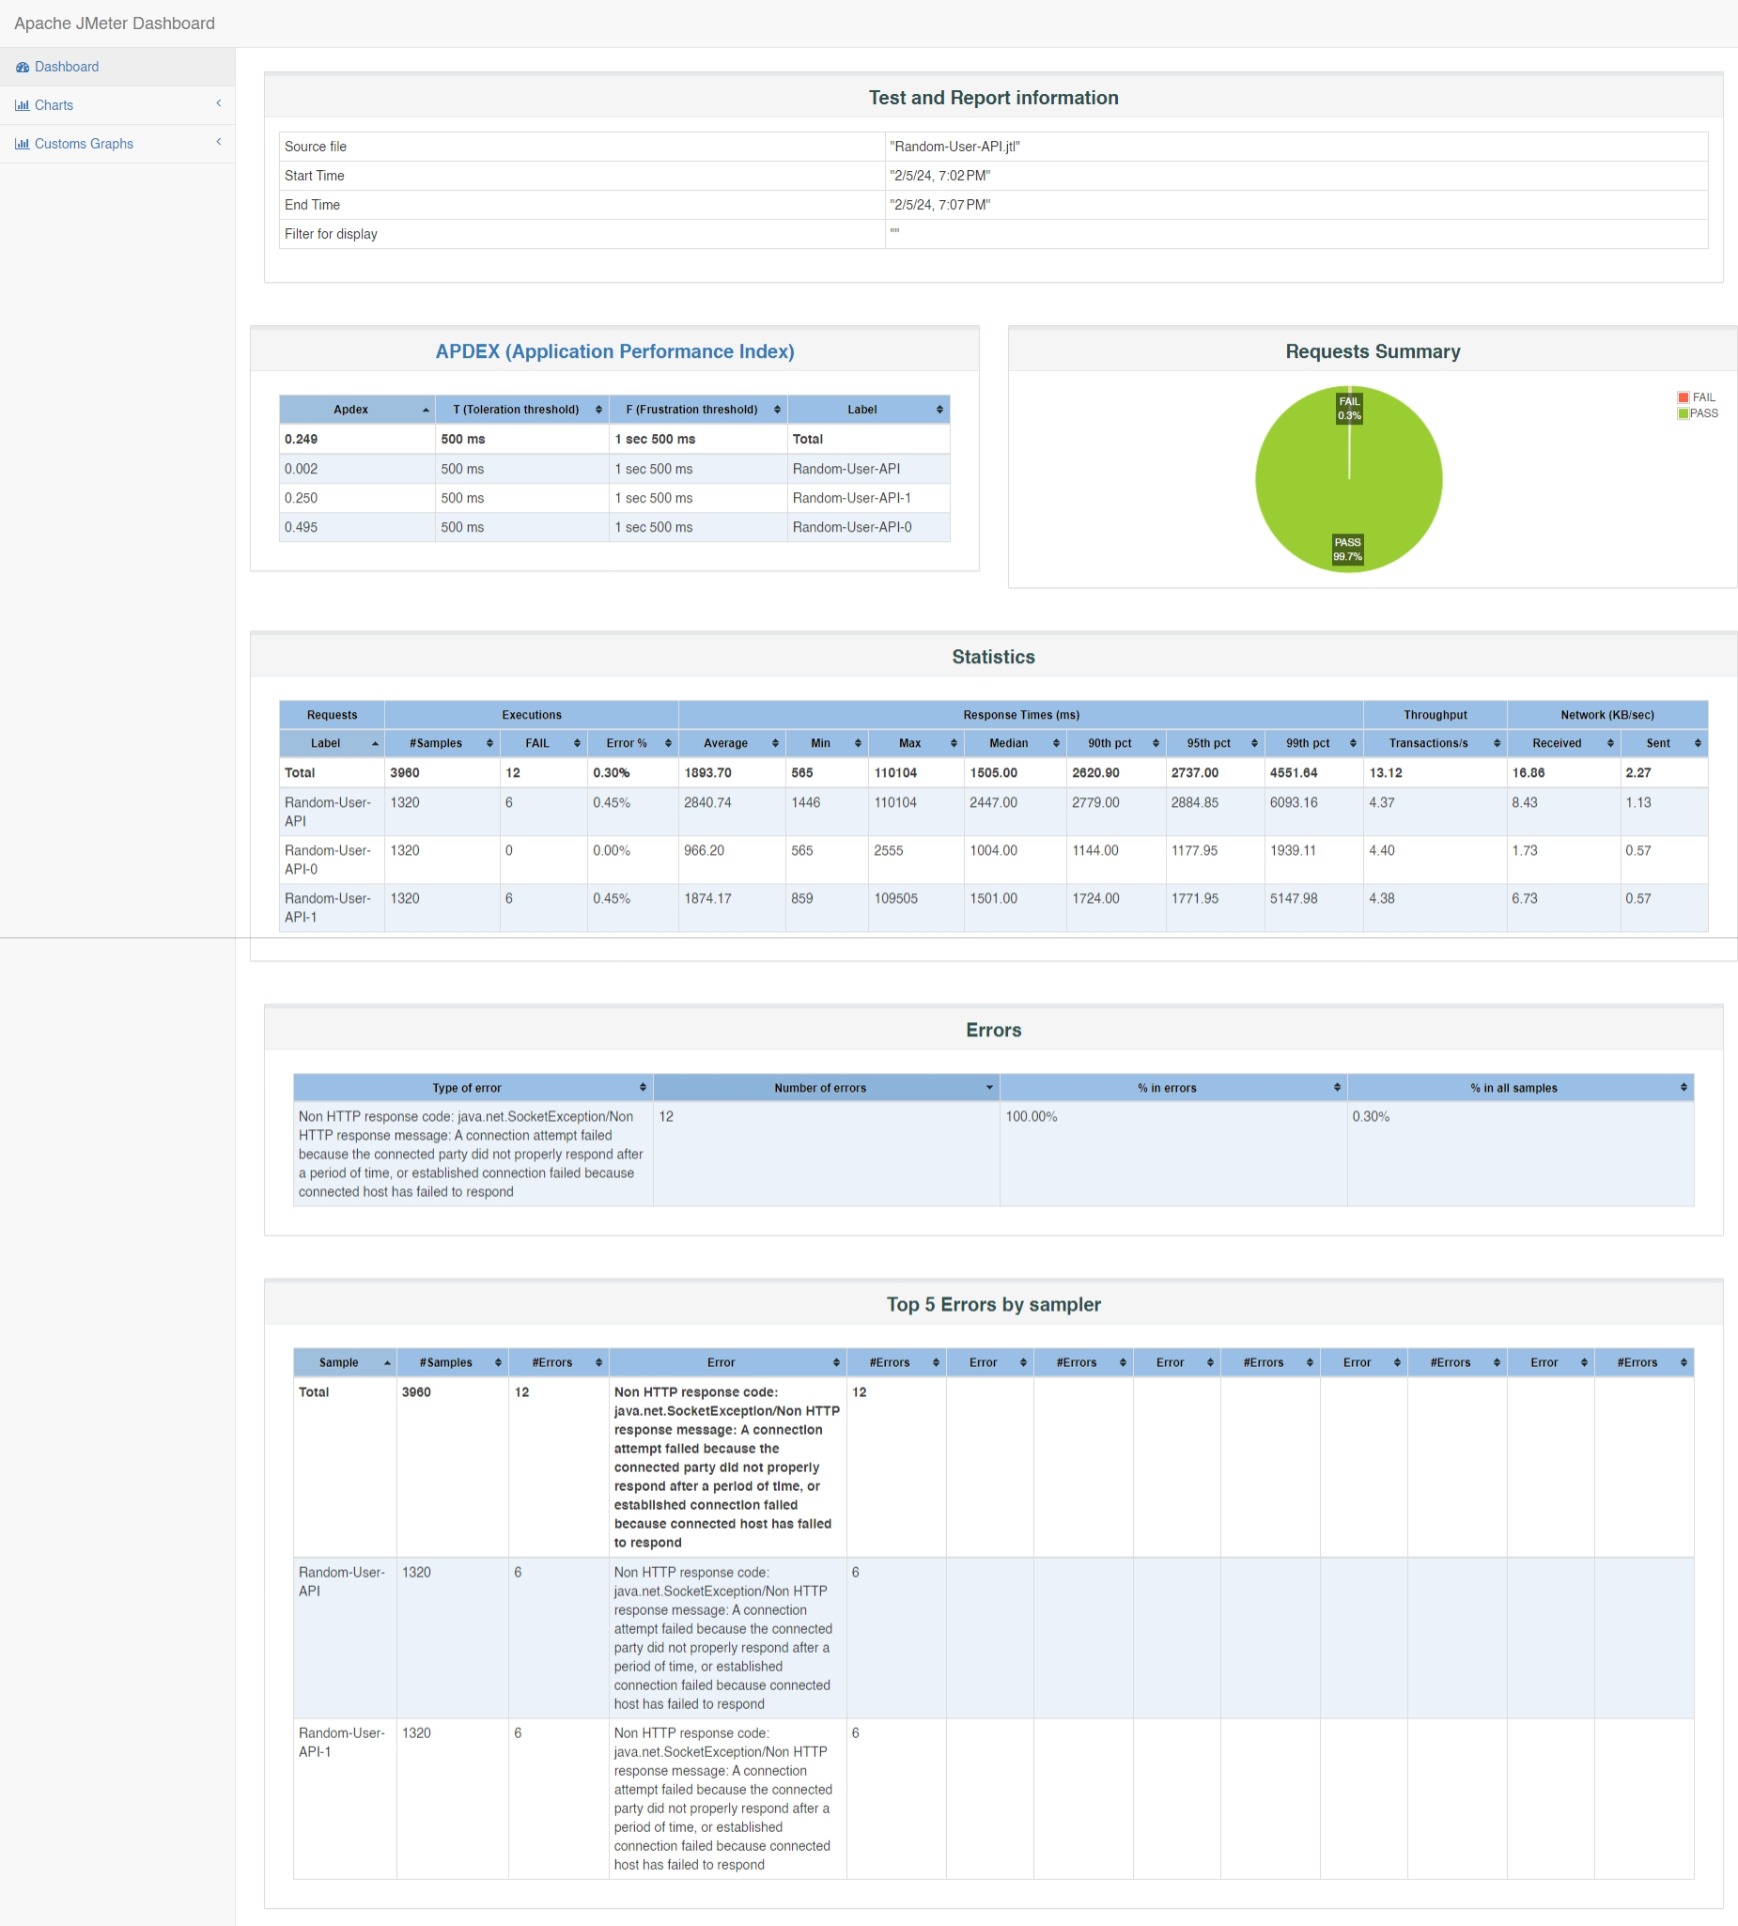 Apache JMeter Dashboard
Dashboard
Charts
Customs Graphs
Test and Report information
Source file "Random-User-API.jtl"
Start Time "2/5/24, 7:02 PM"
End Time "2/5/24, 7:07 PM"
Filter for display ""
APDEX (Application Performance Index)
Apdex T (Toleration threshold) F (Frustration threshold) Label
0.249 500 ms 1 sec 500 ms Total
0.002 500 ms 1 sec 500 ms Random-User-API
0.250 500 ms 1 sec 500 ms Random-User-API-1
0.495 500 ms 1 sec 500 ms Random-User-API-0
Requests Summary
FAIL
0.3%
PASS
99.7%
FAIL
PASS
Statistics
Requests Executions Response Times (ms) Throughput Network (KB/sec)
Label #Samples FAIL Error % Average Min Max Median 90th pct 95th pct 99th pct Transactions/s Received Sent
Total 3960 12 0.30% 1893.70 565 110104 1505.00 2620.90 2737.00 4551.64 13.12 16.86 2.27
Random-User- 1320 6 0.45% 2840.74 1446 110104 2447.00 2779.00 2884.85 6093.16 4.37 8.43 1.13
API
Random-User- 1320 0 0.00% 966.20 565 2555 1004.00 1144.00 1177.95 1939.11 4.40 1.73 0.57
API-0
Random-User- 1320 6 0.45% 1874.17 859 109505 1501.00 1724.00 1771.95 5147.98 4.38 6.73 0.57
API-1
Errors
Type of error Number of errors % in errors % in all samples
Non HTTP response code: java.net.SocketException/Non 12 100.00% 0.30%
HTTP response message: A connection attempt failed
because the connected party did not properly respond after
a period of time, or established connection failed because
connected host has failed to respond
Top 5 Errors by sampler
Sample #Samples #Errors Error #Errors Error #Errors Error #Errors Error #Errors Error #Errors
Total 3960 12 Non HTTP response code: 12
java.net.SocketException/Non HTTP
response message: A connection
attempt failed because the
connected party did not properly
respond after a period of time, or
established connection failed
because connected host has failed
to respond
Random-User- 1320 6 Non HTTP response code: 6
API java.net.SocketException/Non HTTP
response message: A connection
attempt failed because the connected
party did not properly respond after a
period of time, or established
connection failed because connected
host has failed to respond
Random-User- 1320 6 Non HTTP response code: 6
API-1 java.net.SocketException/Non HTTP
response message: A connection
attempt failed because the connected
party did not properly respond after a
period of time, or established
connection failed because connected
host has failed to respond